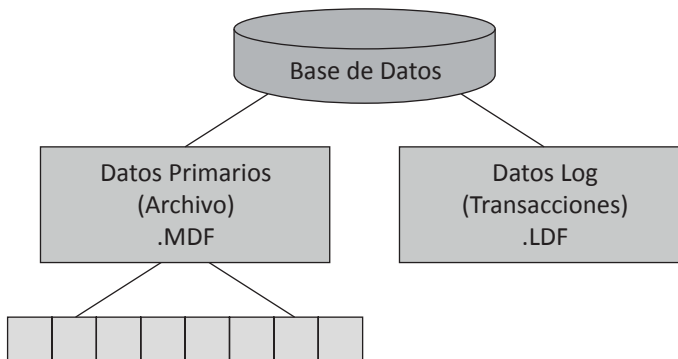 Base de Datos
Datos Primarios
(Archivo)
.MDF
Datos Log
(Transacciones)
.LDF